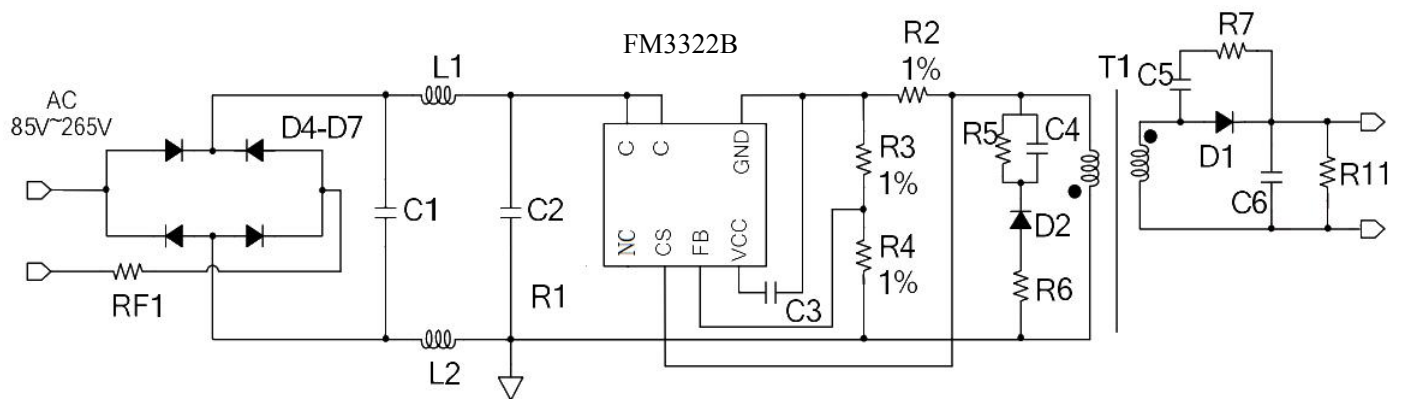 FM3322B
AC
85V~265V
D4-D7
RF1
L1
C1
C2
R1
L2
C
C
GND
NC
CS
FB
VCC
C3
R2
1%
R3
1%
R4
1%
R5
C4
D2
R6
T1
C5
R7
D1
C6
R11